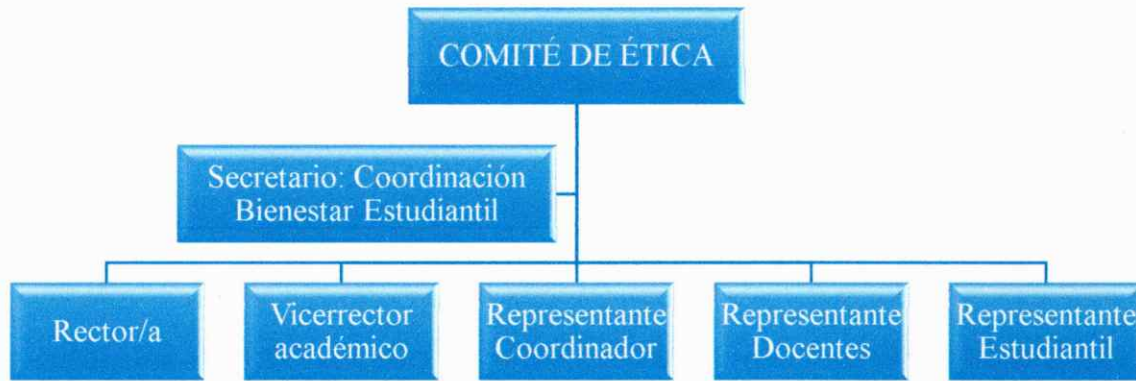 COMITÉ DE ÉTICA
Secretario: Coordinación
Bienestar Estudiantil
Rector/a
Vicerrector
académico
Representante
Coordinador
Representante
Docentes
Representante
Estudiantil